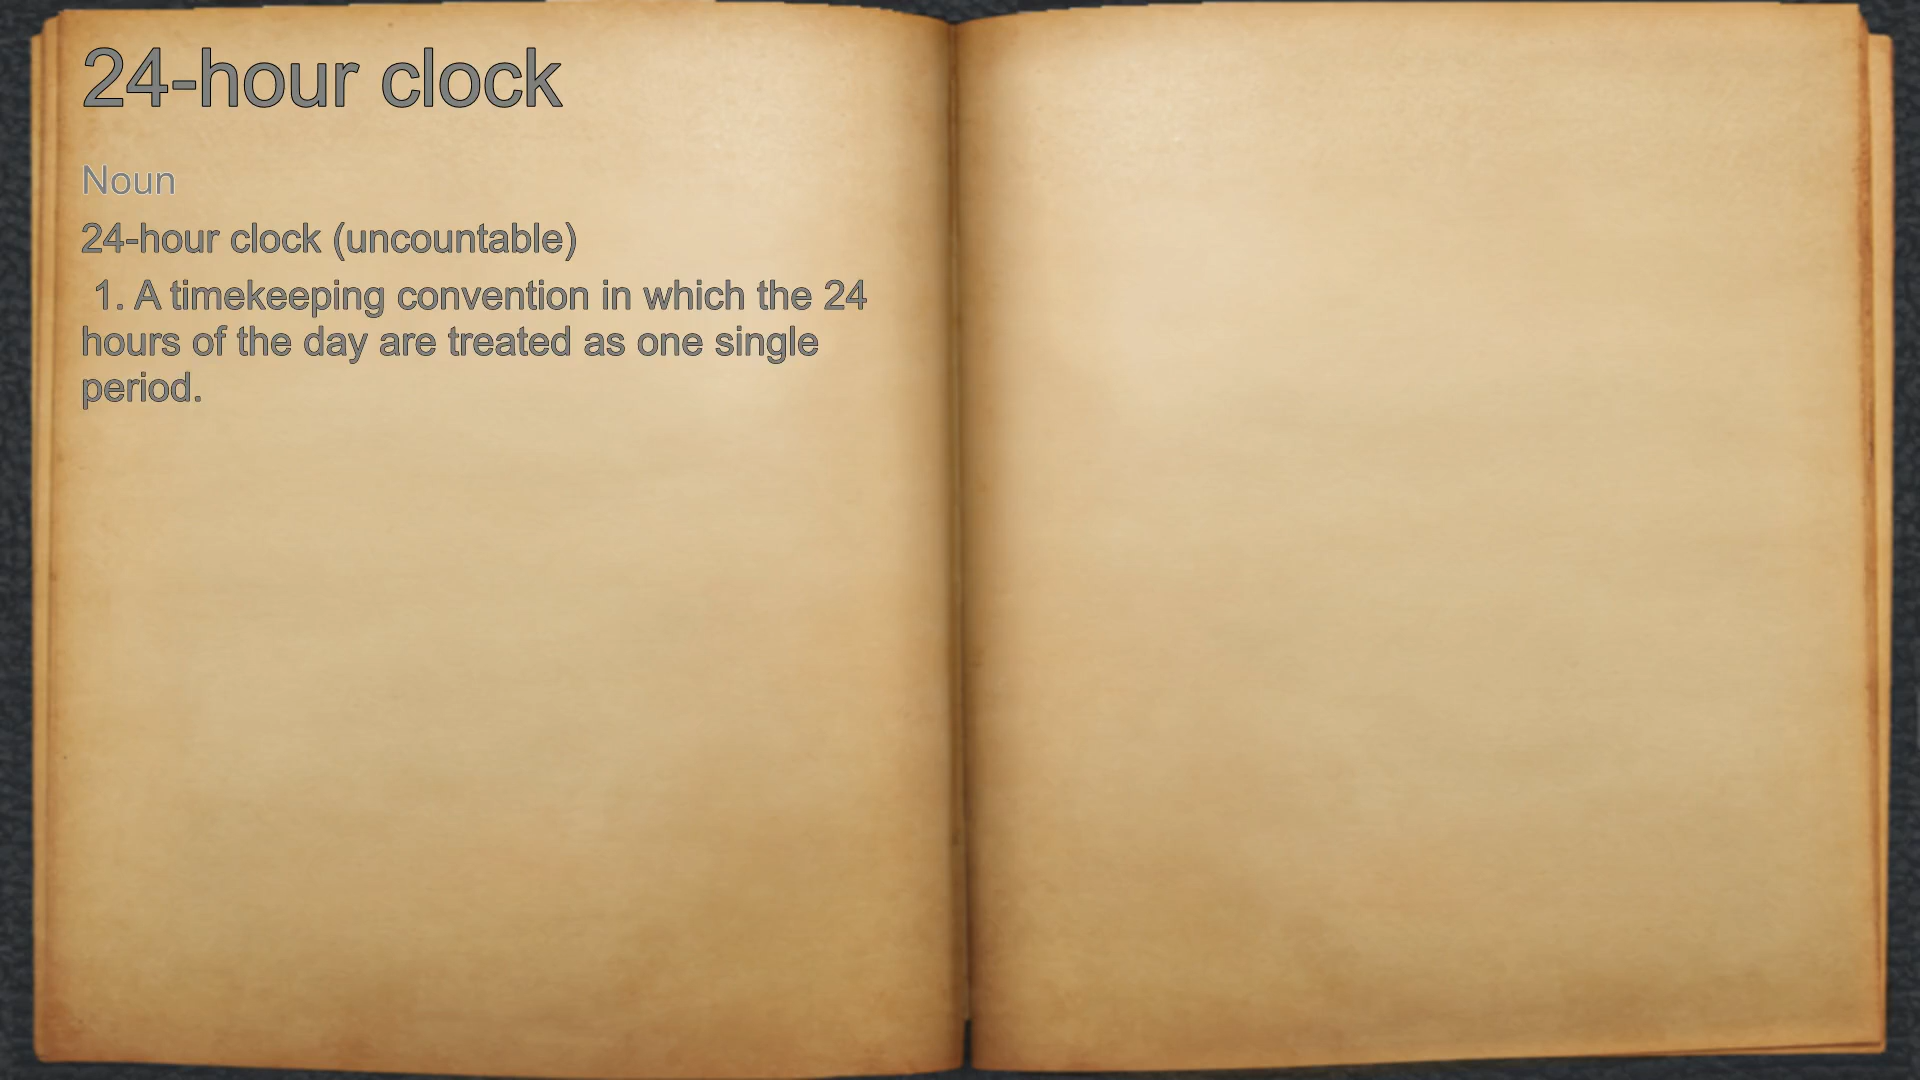 24-hour clock
Noun
24-hour clock (uncountable)
1. A timekeeping convention in which the 24
hours of the day are treated as one single
period.